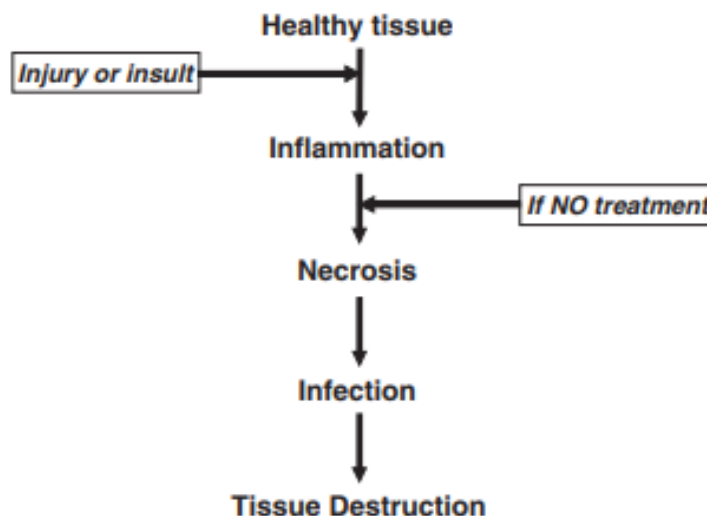 Healthy tissue
Injury or insult
Inflammation
If NO treatment
Necrosis
Infection
Tissue Destruction